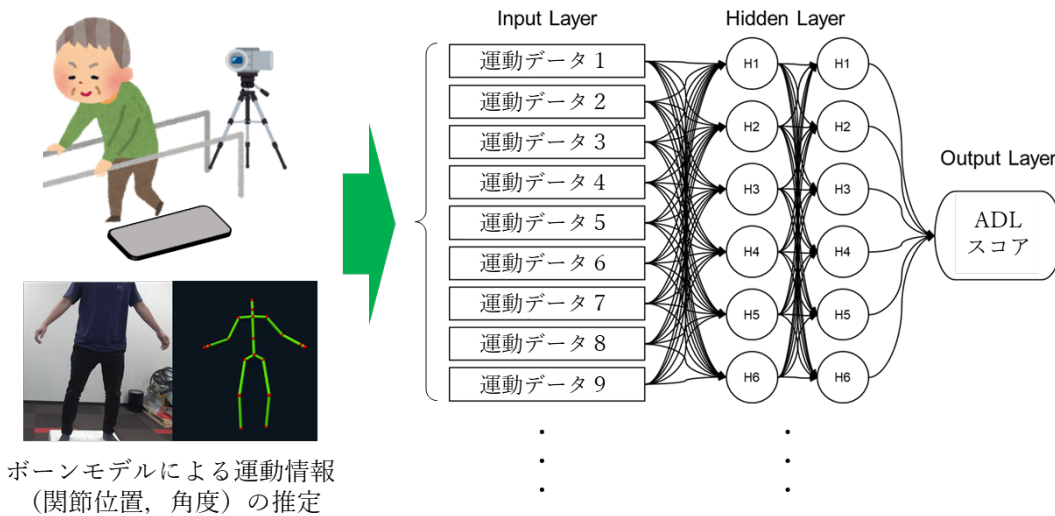 Input Layer
Hidden Layer
運動データ1
運動データ2
運動データ3
運動データ4
運動データ5
運動データ6
運動データ7
運動データ8
運動データ9
H1
H2
H3
H4
H5
H6
H1
H2
H3
H4
H5
H6
Output Layer
ADL
スコア
ボーンモデルによる運動情報
（関節位置，角度）の推定